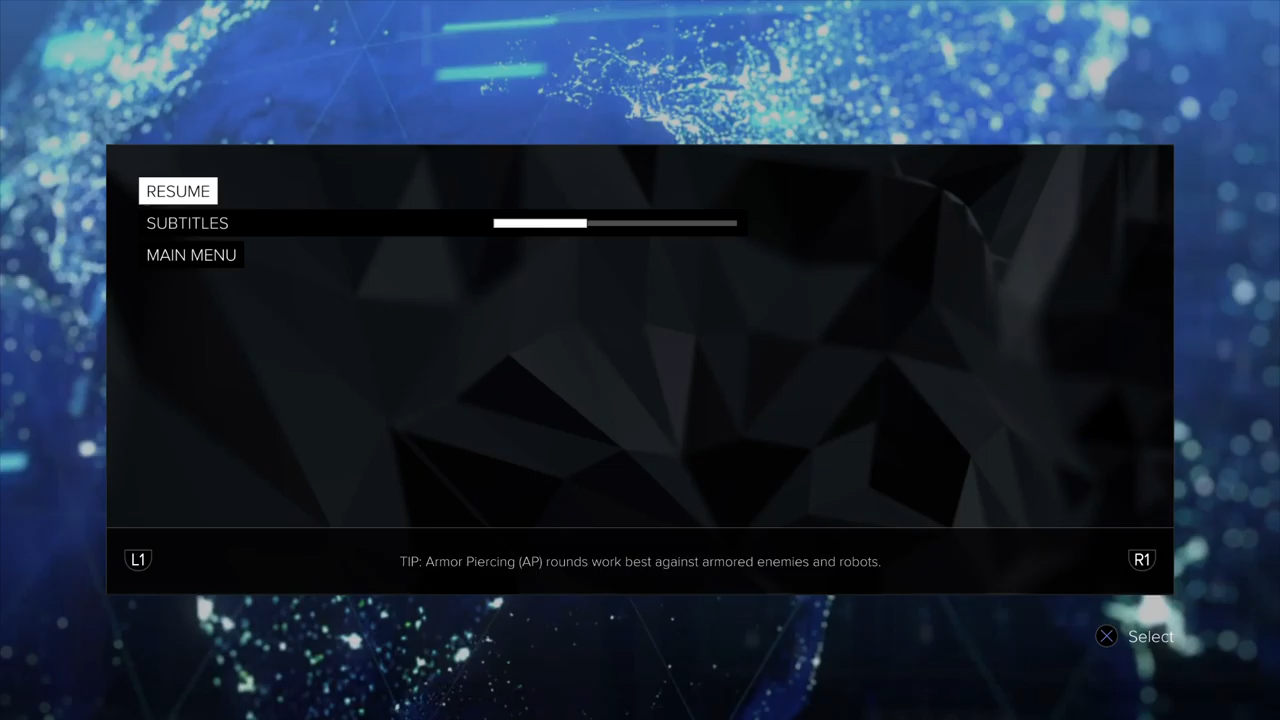 RESUME
SUBTITLES
MAIN MENU
L1
TIP: Armor Piercing (AP) rounds work best against armored enemies and robots.
R1
Select